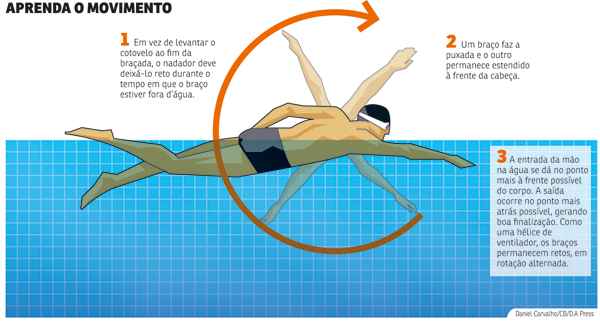 APRENDA O MOVIMENTO
1 Em vez de levantar o
cotovelo ao fim da
braçada, o nadador deve
deixá-lo reto durante o
tempo em que o braço
estiver fora d'água.
2 Um braço faz a
puxada e o outro
permanece estendido
à frente da cabeça.
3 A entrada da mão
na água se dá no ponto
mais à frente possível
do corpo. A saída
ocorre no ponto mais
atrás possível, gerando
boa finalização. Como
uma hélice de
ventilador, os braços
permanecem retos, em
rotação alternada.
Daniel Carvalho/CB/D.A Press